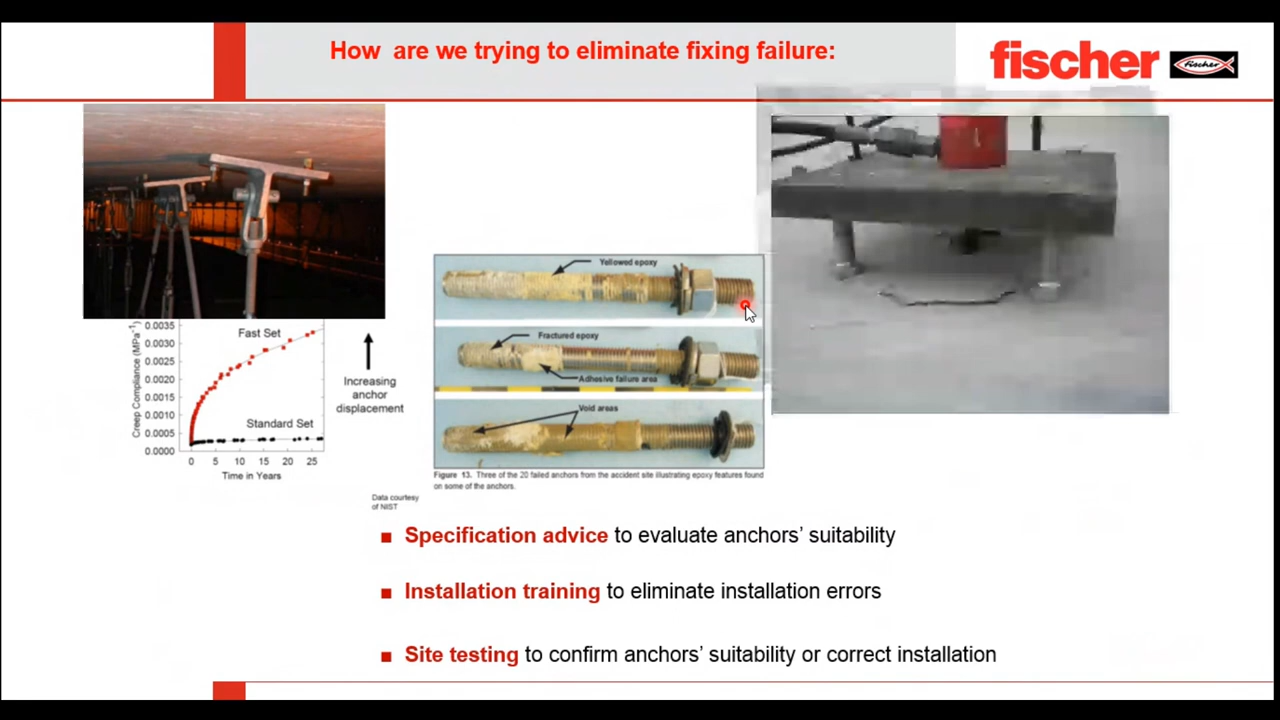 How are we trying to eliminate fixing failure:
fischer
fischer
0.0035
0.0030
0.0025
0.0020
0.0015
0.0010
0.0005
0.0000
Creep Compliance (MPa⁻¹)
Fast Set
Standard Set
0 5 10 15 20 25
Time in Years
Increasing
anchor
displacement
Data courtesy
of NIST
Yellowed epoxy
Fractured epoxy
Adhesive failure area
Void areas
Figure 13. Three of the 20 failed anchors from the accident site illustrating epoxy features found
on some of the anchors.
■ Specification advice to evaluate anchors’ suitability
■ Installation training to eliminate installation errors
■ Site testing to confirm anchors’ suitability or correct installation